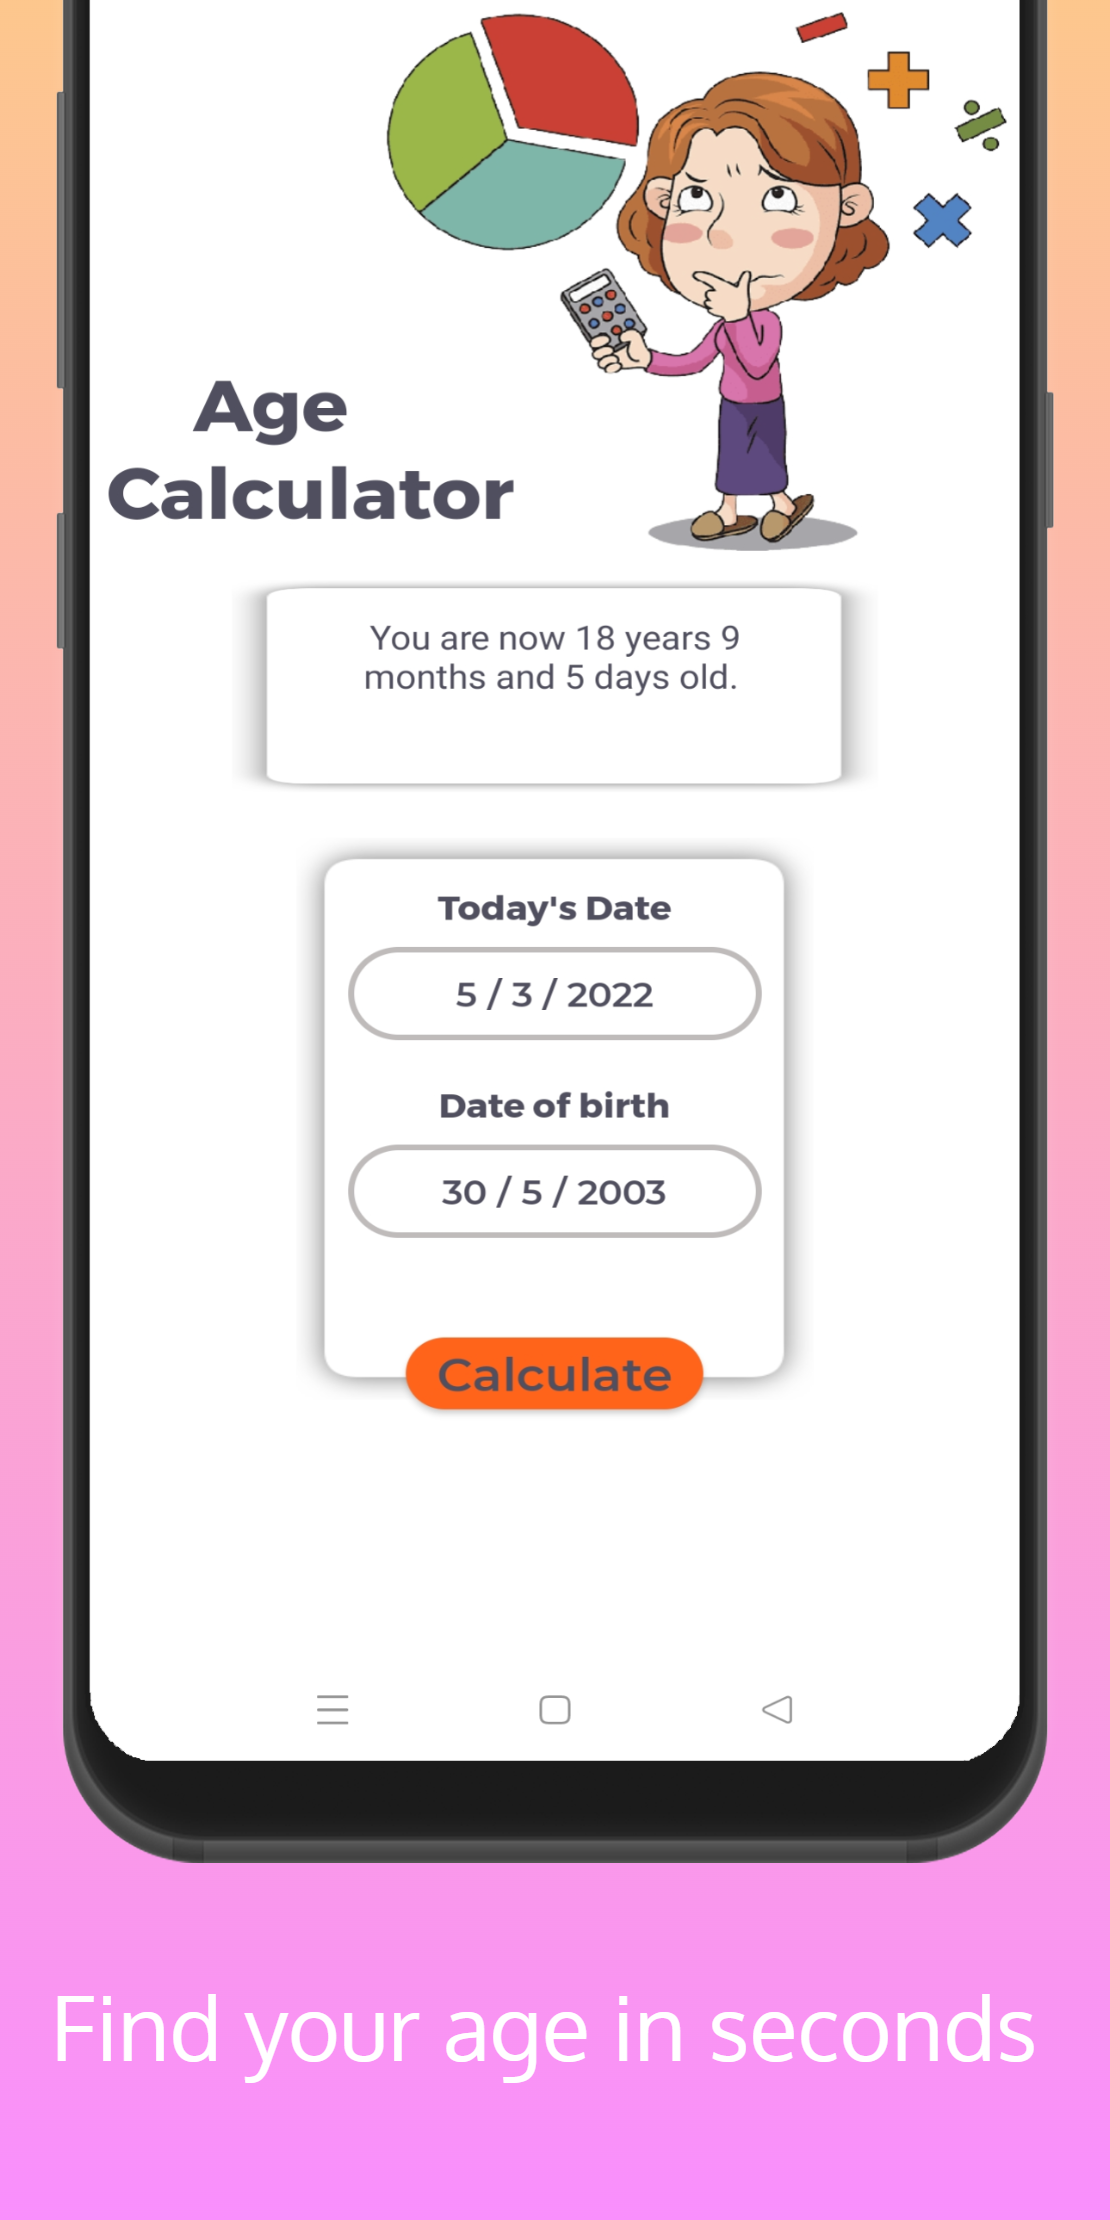 Age
Calculator
You are now 18 years 9
months and 5 days old.
Today's Date
5 / 3 / 2022
Date of birth
30 / 5 / 2003
Calculate
Find your age in seconds